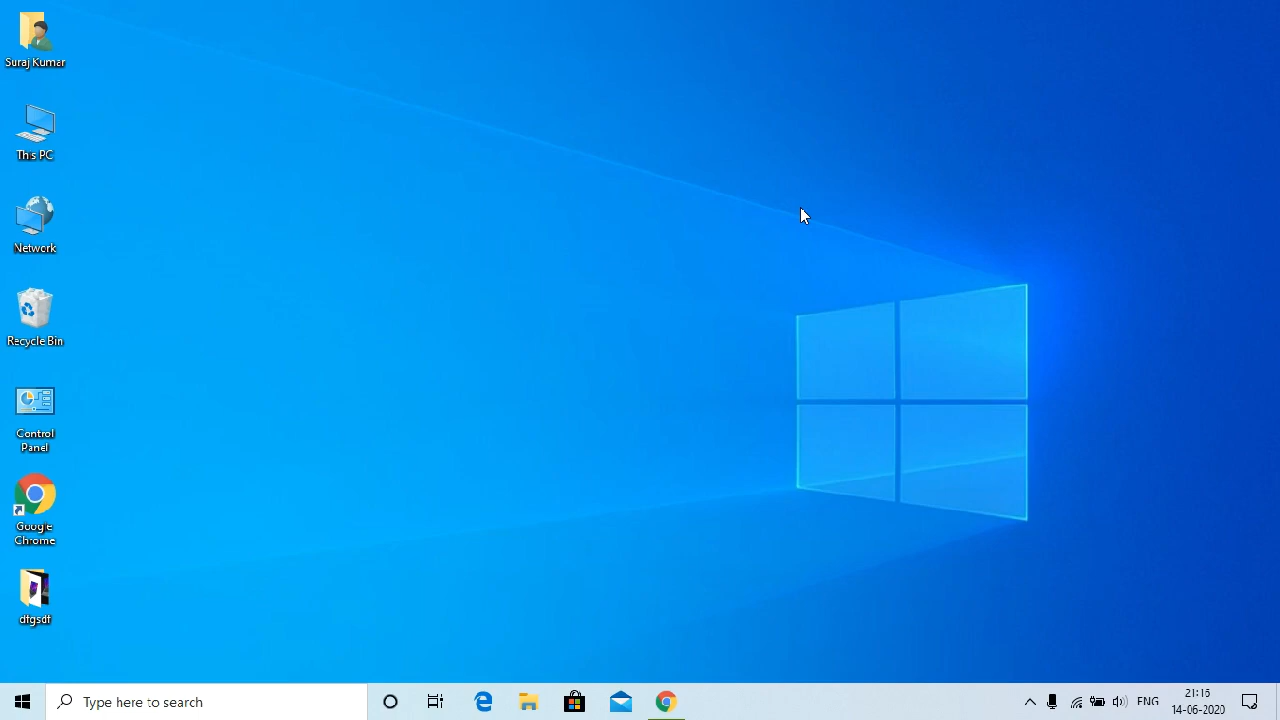 Suraj Kumar
This PC
Network
Recycle Bin
Control
Panel
Google
Chrome
dfgsdf
Type here to search
ENG
21:16
14-06-2020